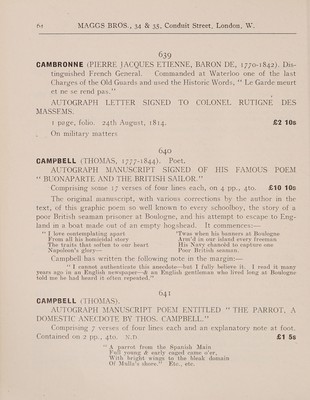 62 MAGGS BROS., 34 & 35, Conduit Street, London, W.
639
CAMBRONNE (PIERRE JACQUES ETIENNE, BARON DE, 1770-1842). Dis-
tinguished French General. Commanded at Waterloo one of the last
Charges of the Old Guards and used the Historic Words, "Le Garde meurt
et ne se rend pas."
AUTOGRAPH LETTER SIGNED TO COLONEL RUTIGNE DES
MASSEMS.
1 page, folio. 24th August, 1814. £2 10s
On military matters
640
CAMPBELL (THOMAS, 1777-1844). Poet.
AUTOGRAPH MANUSCRIPT SIGNED OF HIS FAMOUS POEM
"BUONAPARTE AND THE BRITISH SAILOR."
Comprising some 17 verses of four lines each, on 4 pp., 4to. £10 10s
The original manuscript, with various corrections by the author in the
text, of this graphic poem so well known to every schoolboy, the story of a
poor British seaman prisoner at Boulogne, and his attempt to escape to Eng-
land in a boat made out of an empty hogshead. It commences:—
"I love contemplating apart 'Twas when his banners at Boulogne
From all his homicidal story Arm'd in our island every freeman
The traits that soften to our heart His Navy chanced to capture one
Napoleon's glory— Poor British seaman.
Campbell has written the following note in the margin:—
"I cannot authenticate this anecdote—but I fully believe it. I read it many
years ago in an English newspaper—& an English gentleman who lived long at Boulogne
told me he had heard it often repeated."
641
CAMPBELL (THOMAS).
AUTOGRAPH MANUSCRIPT POEM ENTITLED "THE PARROT, A
DOMESTIC ANECDOTE BY THOS. CAMPBELL."
Comprising 7 verses of four lines each and an explanatory note at foot.
Contained on 2 pp., 4to. N.D. £1 5s
"A parrot from the Spanish Main
Full young & early caged came o'er,
With bright wings to the bleak domain
Of Mulla's shore." Etc., etc.